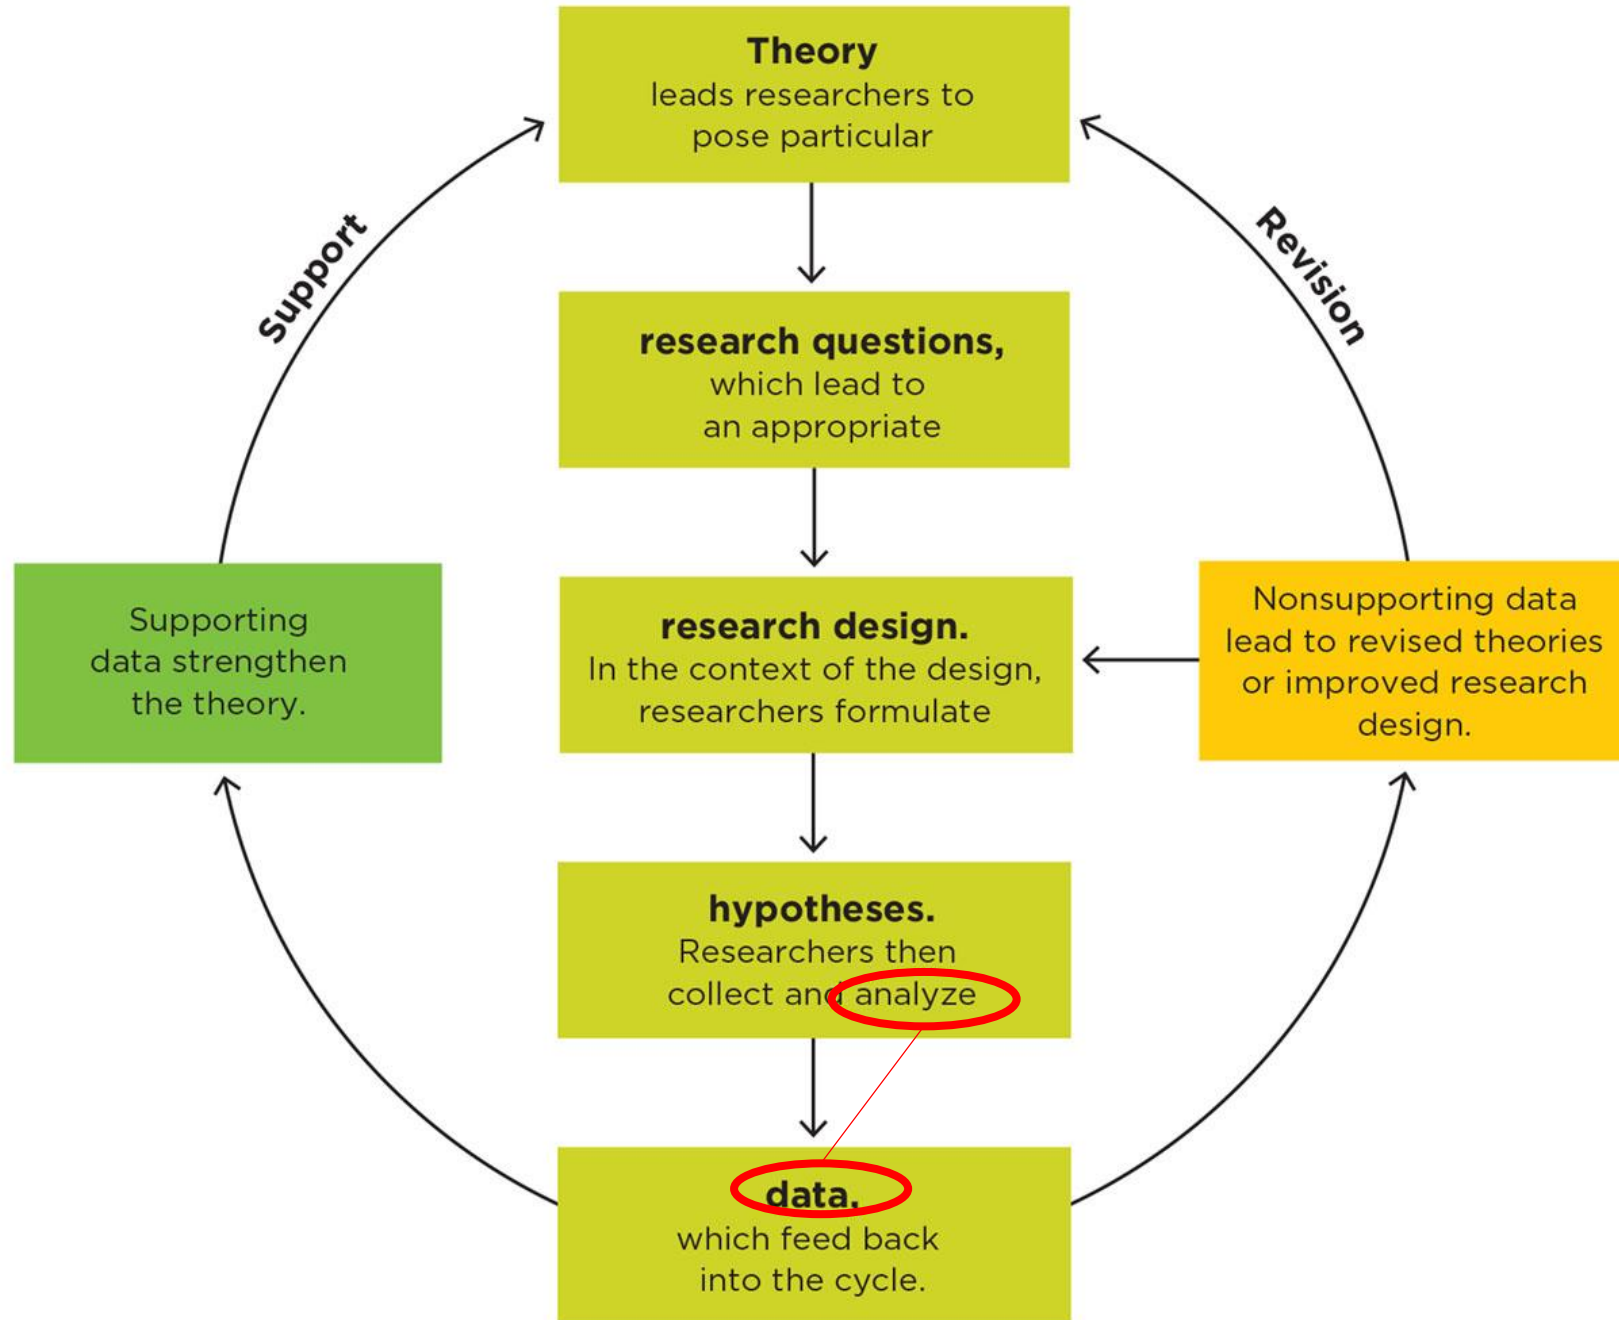 Theory
leads researchers to
pose particular
Support
Revision
research questions,
which lead to
an appropriate
Supporting
data strengthen
the theory.
research design.
In the context of the design,
researchers formulate
Nonsupporting data
lead to revised theories
or improved research
design.
hypotheses.
Researchers then
collect and analyze
data,
which feed back
into the cycle.